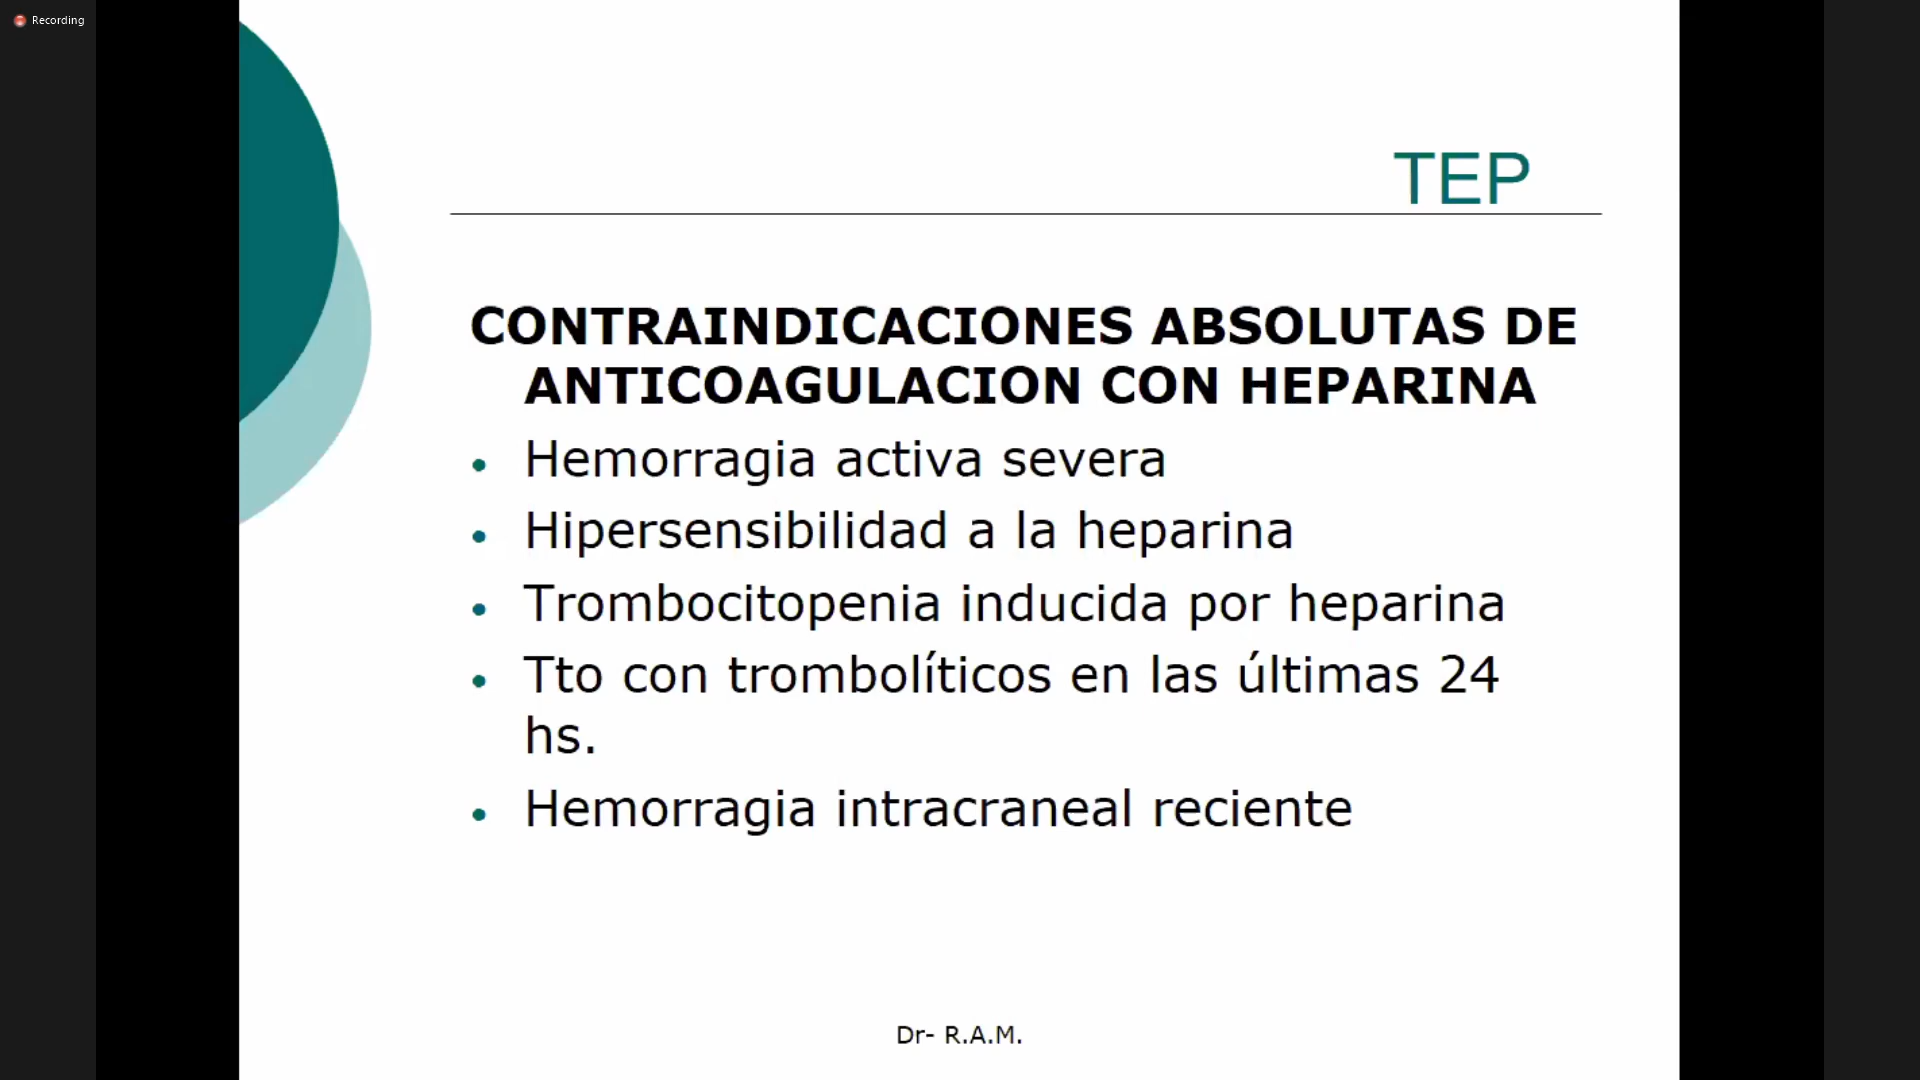 Recording
TEP
CONTRAINDICACIONES ABSOLUTAS DE
ANTICOAGULACION CON HEPARINA
• Hemorragia activa severa
• Hipersensibilidad a la heparina
• Trombocitopenia inducida por heparina
• Tto con trombolíticos en las últimas 24
hs.
• Hemorragia intracraneal reciente
Dr- R.A.M.